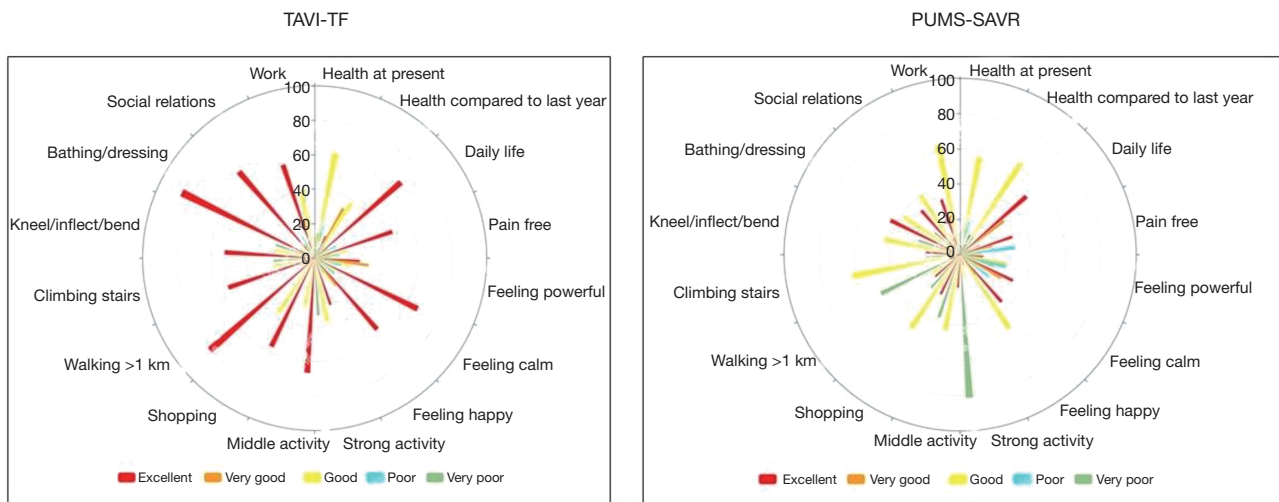 TAVI-TF
PUMS-SAVR
Work
Health at present
Social relations
Health compared to last year
Bathing/dressing
Daily life
Kneel/inflect/bend
Pain free
Climbing stairs
Feeling powerful
Walking >1 km
Feeling calm
Shopping
Feeling happy
Middle activity
Strong activity
100
80
60
40
20
0
Excellent Very good Good Poor Very poor
Work
Health at present
Social relations
Health compared to last year
Bathing/dressing
Daily life
Kneel/inflect/bend
Pain free
Climbing stairs
Feeling powerful
Walking >1 km
Feeling calm
Shopping
Feeling happy
Middle activity
Strong activity
100
80
60
40
20
0
Excellent Very good Good Poor Very poor